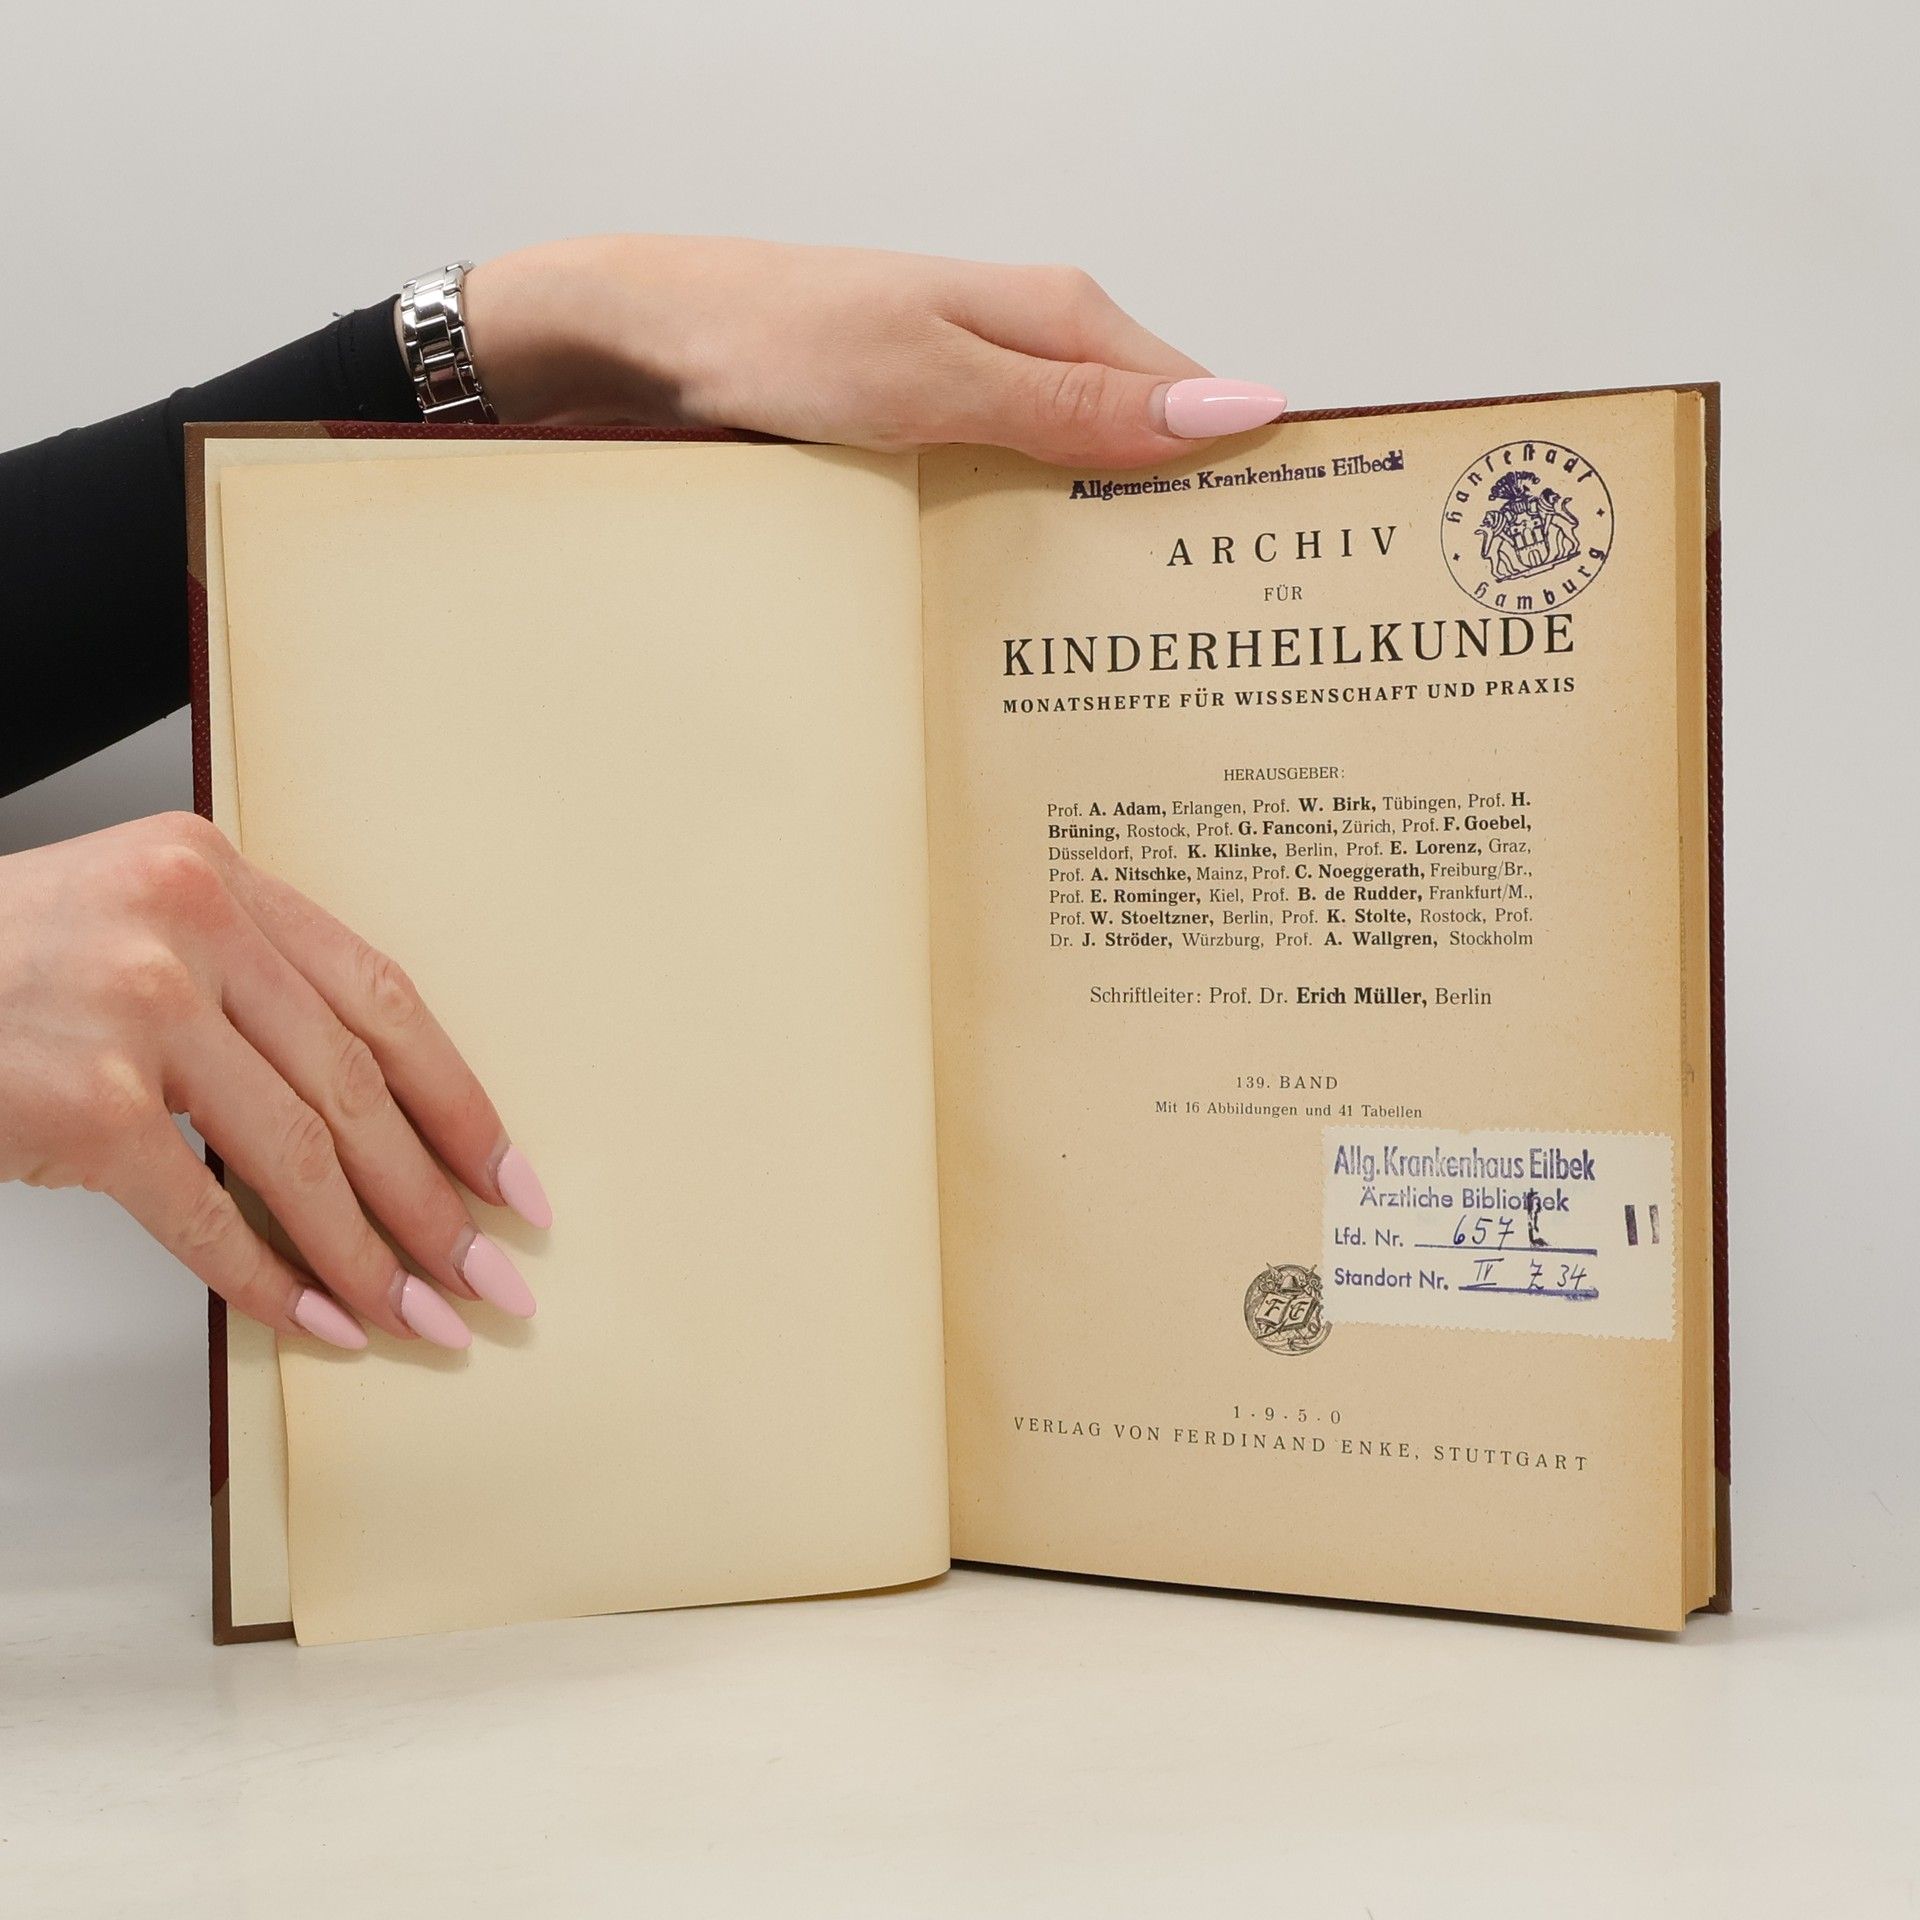 Allgemeines Krankenhaus Eilbeck
Hansestadt
Hamburg
ARCHIV
FÜR
KINDERHEILKUNDE
MONATSHEFTE FÜR WISSENSCHAFT UND PRAXIS
HERAUSGEBER:
Prof. A. Adam, Erlangen, Prof. W. Birk, Tübingen, Prof. H.
Brüning, Rostock, Prof. G. Fanconi, Zürich, Prof. F. Goebel,
Düsseldorf, Prof. K. Klinke, Berlin, Prof. E. Lorenz, Graz,
Prof. A. Nitschke, Mainz, Prof. C. Noeggerath, Freiburg/Br.,
Prof. E. Rominger, Kiel, Prof. B. de Rudder, Frankfurt/M.,
Prof. W. Stoeltzner, Berlin, Prof. K. Stolte, Rostock, Prof.
Dr. J. Ströder, Würzburg, Prof. A. Wallgren, Stockholm
Schriftleiter: Prof. Dr. Erich Müller, Berlin
139. BAND
Mit 16 Abbildungen und 41 Tabellen
Allg. Krankenhaus Eilbek
Ärztliche Bibliothek
Lfd. Nr. 657
Standort Nr. IV Z 34
FE
1·9·5·0
VERLAG VON FERDINAND ENKE, STUTTGART